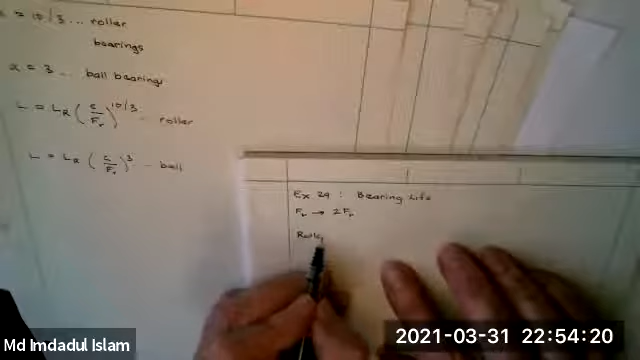 = 10/3 ... roller
bearings
α = 3 ... ball bearings
L = L_R (C/F_r)^10/3 ... roller
L = L_R (C/F_r)^3 ... ball
Ex 24 : Bearing Life
F_r → 2F_r
Rolle
Md Imdadul Islam
2021-03-31 22:54:20